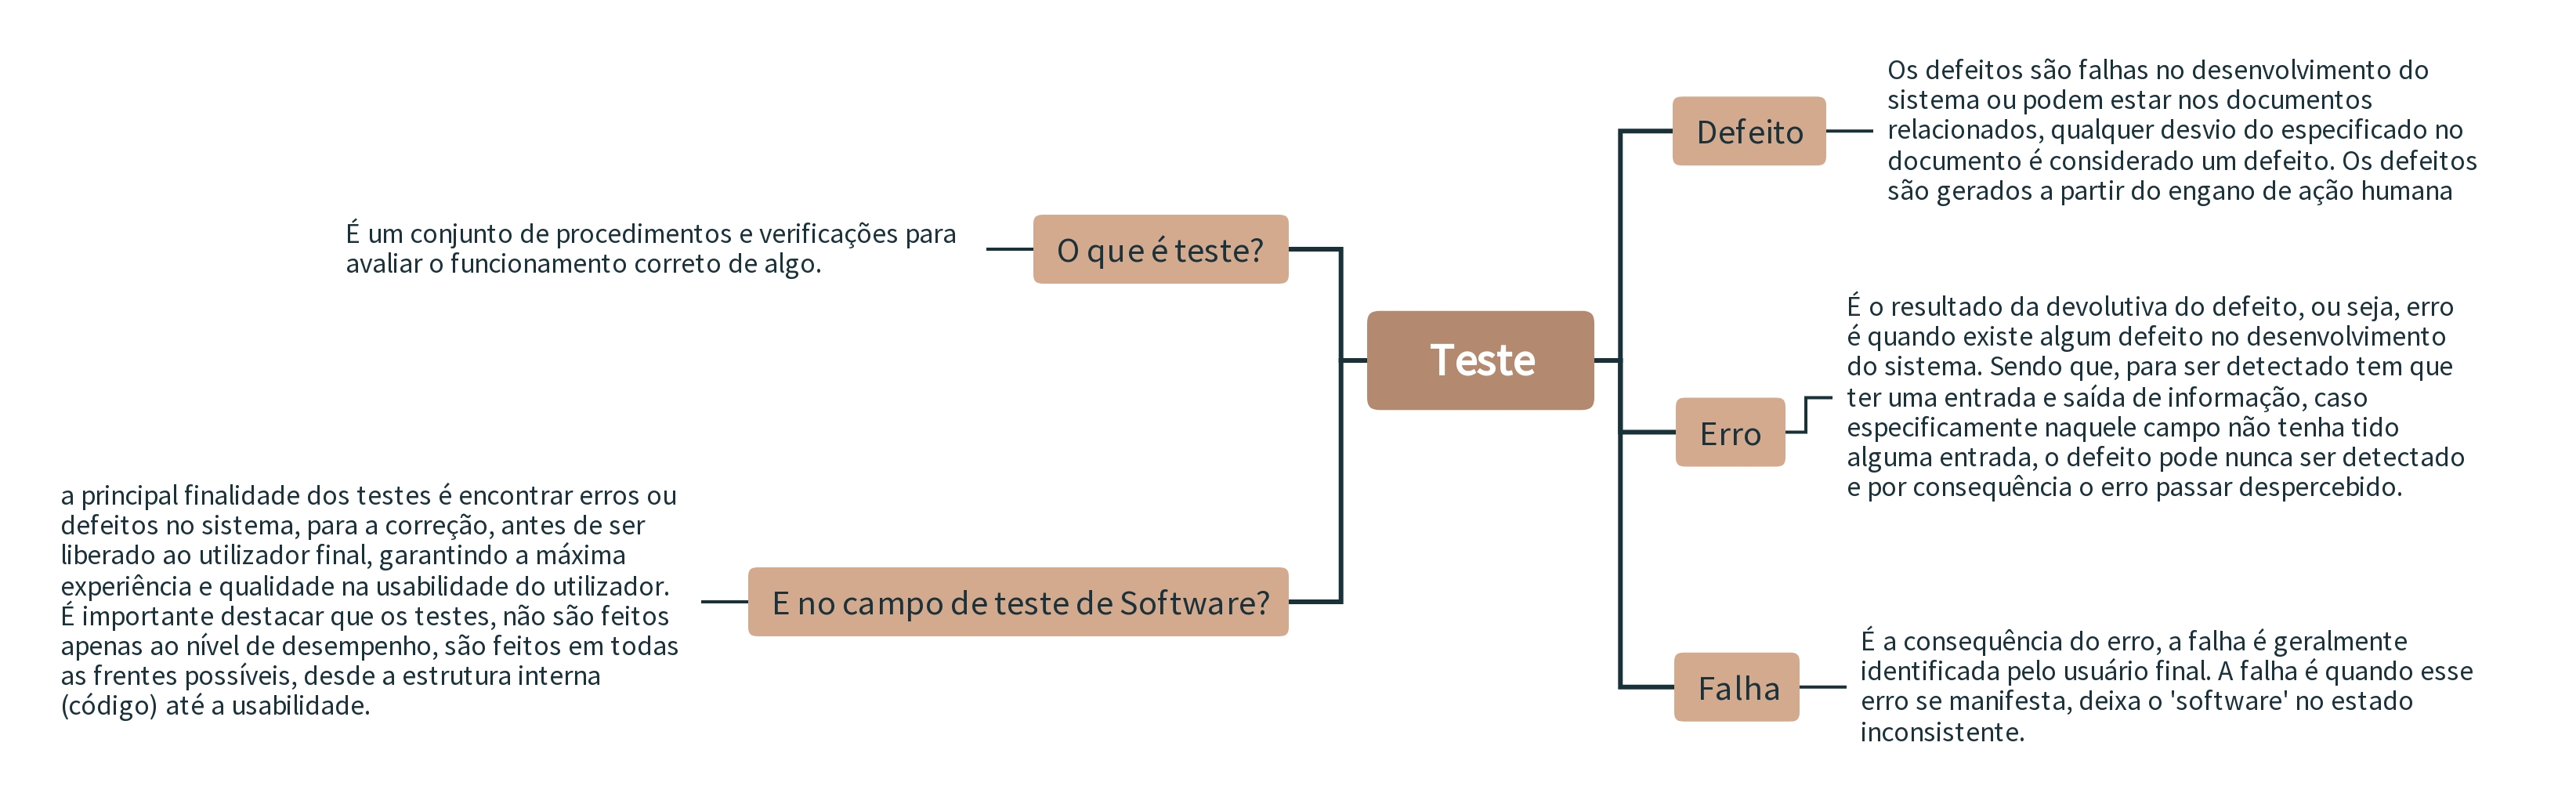 Teste
O que é teste?
É um conjunto de procedimentos e verificações para
avaliar o funcionamento correto de algo.
E no campo de teste de Software?
a principal finalidade dos testes é encontrar erros ou
defeitos no sistema, para a correção, antes de ser
liberado ao utilizador final, garantindo a máxima
experiência e qualidade na usabilidade do utilizador.
É importante destacar que os testes, não são feitos
apenas ao nível de desempenho, são feitos em todas
as frentes possíveis, desde a estrutura interna
(código) até a usabilidade.
Defeito
Os defeitos são falhas no desenvolvimento do
sistema ou podem estar nos documentos
relacionados, qualquer desvio do especificado no
documento é considerado um defeito. Os defeitos
são gerados a partir do engano de ação humana
Erro
É o resultado da devolutiva do defeito, ou seja, erro
é quando existe algum defeito no desenvolvimento
do sistema. Sendo que, para ser detectado tem que
ter uma entrada e saída de informação, caso
especificamente naquele campo não tenha tido
alguma entrada, o defeito pode nunca ser detectado
e por consequência o erro passar despercebido.
Falha
É a consequência do erro, a falha é geralmente
identificada pelo usuário final. A falha é quando esse
erro se manifesta, deixa o 'software' no estado
inconsistente.